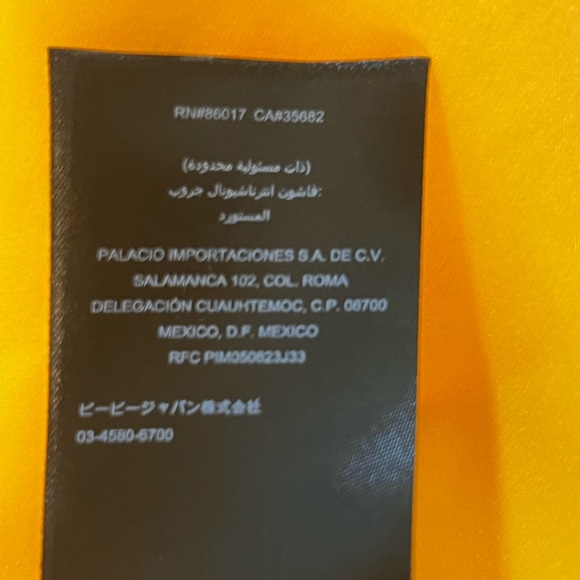 RN#86017 CA#35682
(ذات مسئولية محدودة)
فاشون انترناشيونال جروب:
المستورد
PALACIO IMPORTACIONES S.A. DE C.V.
SALAMANCA 102, COL. ROMA
DELEGACIÓN CUAUHTEMOC, C.P. 06700
MEXICO, D.F. MEXICO
RFC PIM050623J33
ビービージャパン株式会社
03-4580-6700